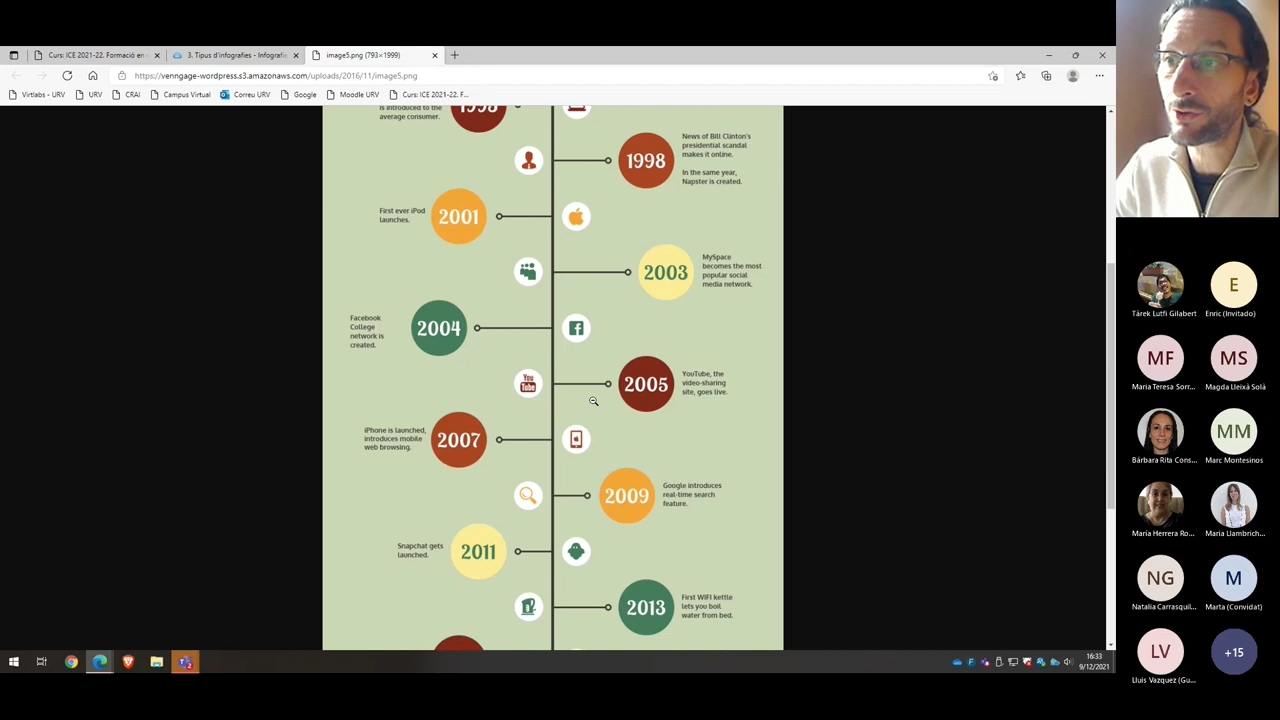 Curs: ICE 2021-22. Formació en
3. Tipus d'infografies - Infografie
image5.png (793×1999)
https://venngage-wordpress.s3.amazonaws.com/uploads/2016/11/image5.png
Virtlabs - URV
URV
CRAI
Campus Virtual
Correu URV
Google
Moodle URV
Curs: ICE 2021-22. F...
is introduced to the
average consumer.
News of Bill Clinton's
presidential scandal
makes it online.
In the same year,
Napster is created.
1998
First ever iPod
launches.
2001
2003
MySpace
becomes the most
popular social
media network.
Facebook
College
network is
created.
2004
You
Tube
2005
YouTube, the
video-sharing
site, goes live.
iPhone is launched,
introduces mobile
web browsing.
2007
2009
Google introduces
real-time search
feature.
Snapchat gets
launched.
2011
2013
First WIFI kettle
lets you boil
water from bed.
16:33
9/12/2021
Tárek Lutfi Gilabert
E
Enric (Invitado)
MF
Maria Teresa Sorr...
MS
Magda Lleixà Solà
Bárbara Rita Cons...
MM
Marc Montesinos
María Herrera Ro...
Maria Llambrich...
NG
Natalia Carrasquil...
M
Marta (Convidat)
LV
Lluis Vazquez (Gu...
+15